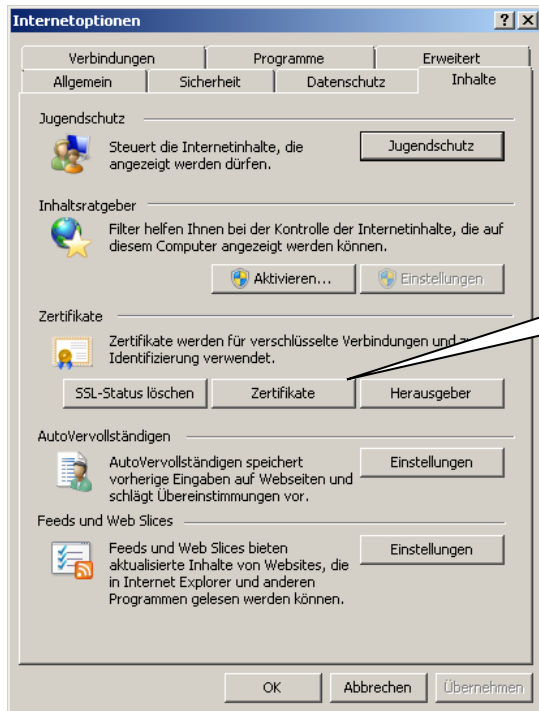 Internetoptionen
Verbindungen Programme Erweitert
Allgemein Sicherheit Datenschutz Inhalte
Jugendschutz
Steuert die Internetinhalte, die
angezeigt werden dürfen.
Jugendschutz
Inhaltsratgeber
Filter helfen Ihnen bei der Kontrolle der Internetinhalte, die auf
diesem Computer angezeigt werden können.
Aktivieren... Einstellungen
Zertifikate
Zertifikate werden für verschlüsselte Verbindungen und
Identifizierung verwendet.
SSL-Status löschen Zertifikate Herausgeber
AutoVervollständigen
AutoVervollständigen speichert
vorherige Eingaben auf Webseiten und
schlägt Übereinstimmungen vor.
Einstellungen
Feeds und Web Slices
Feeds und Web Slices bieten
aktualisierte Inhalte von Websites, die
in Internet Explorer und anderen
Programmen gelesen werden können.
Einstellungen
OK Abbrechen Übernehmen